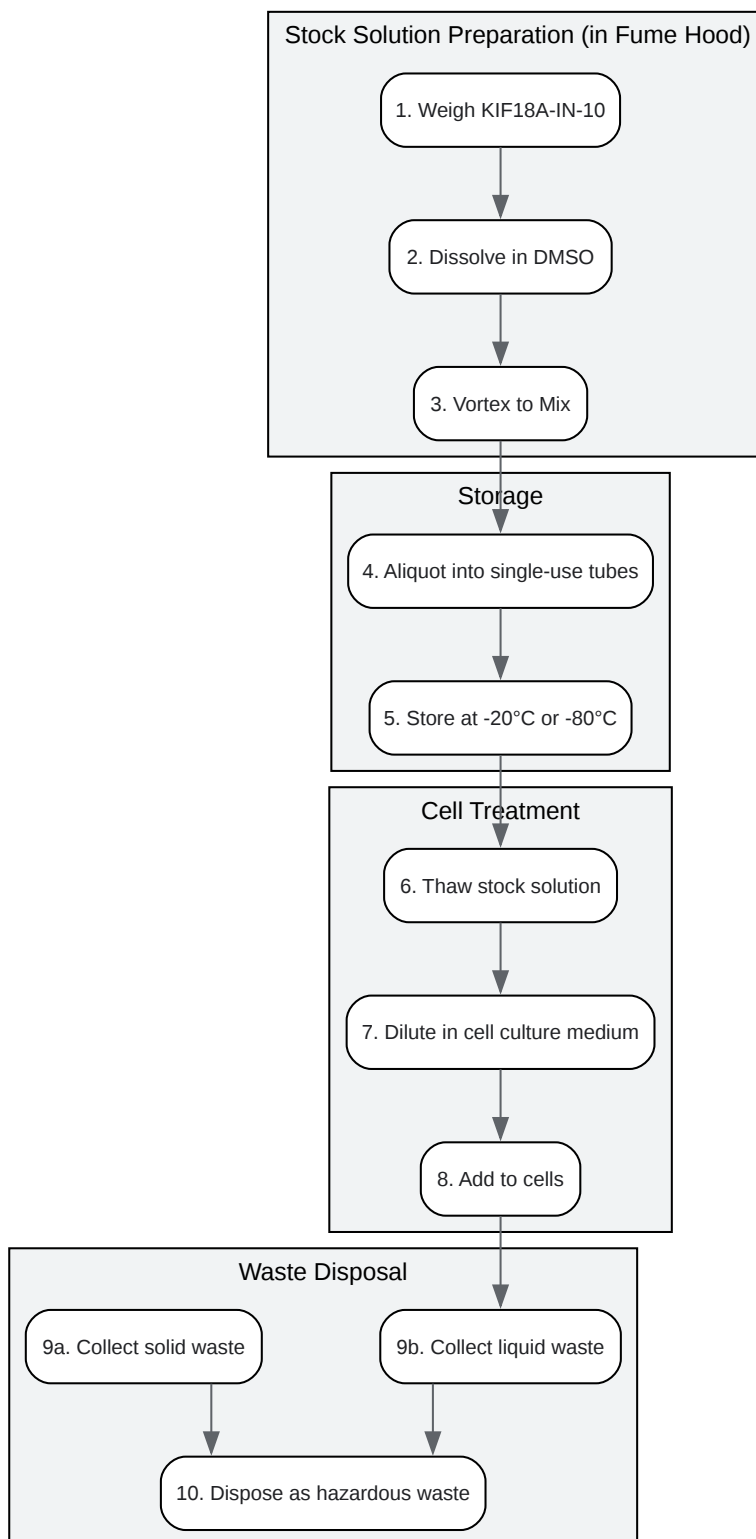 Stock Solution Preparation (in Fume Hood)
1. Weigh KIF18A-IN-10
2. Dissolve in DMSO
3. Vortex to Mix
Storage
4. Aliquot into single-use tubes
5. Store at -20°C or -80°C
Cell Treatment
6. Thaw stock solution
7. Dilute in cell culture medium
8. Add to cells
Waste Disposal
9a. Collect solid waste
9b. Collect liquid waste
10. Dispose as hazardous waste